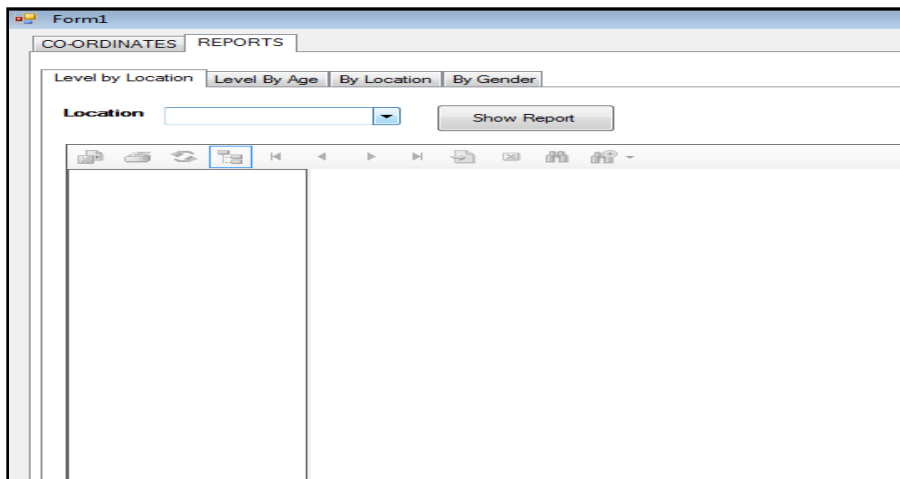 Form1
CO-ORDINATES REPORTS
Level by Location Level By Age By Location By Gender
Location Show Report